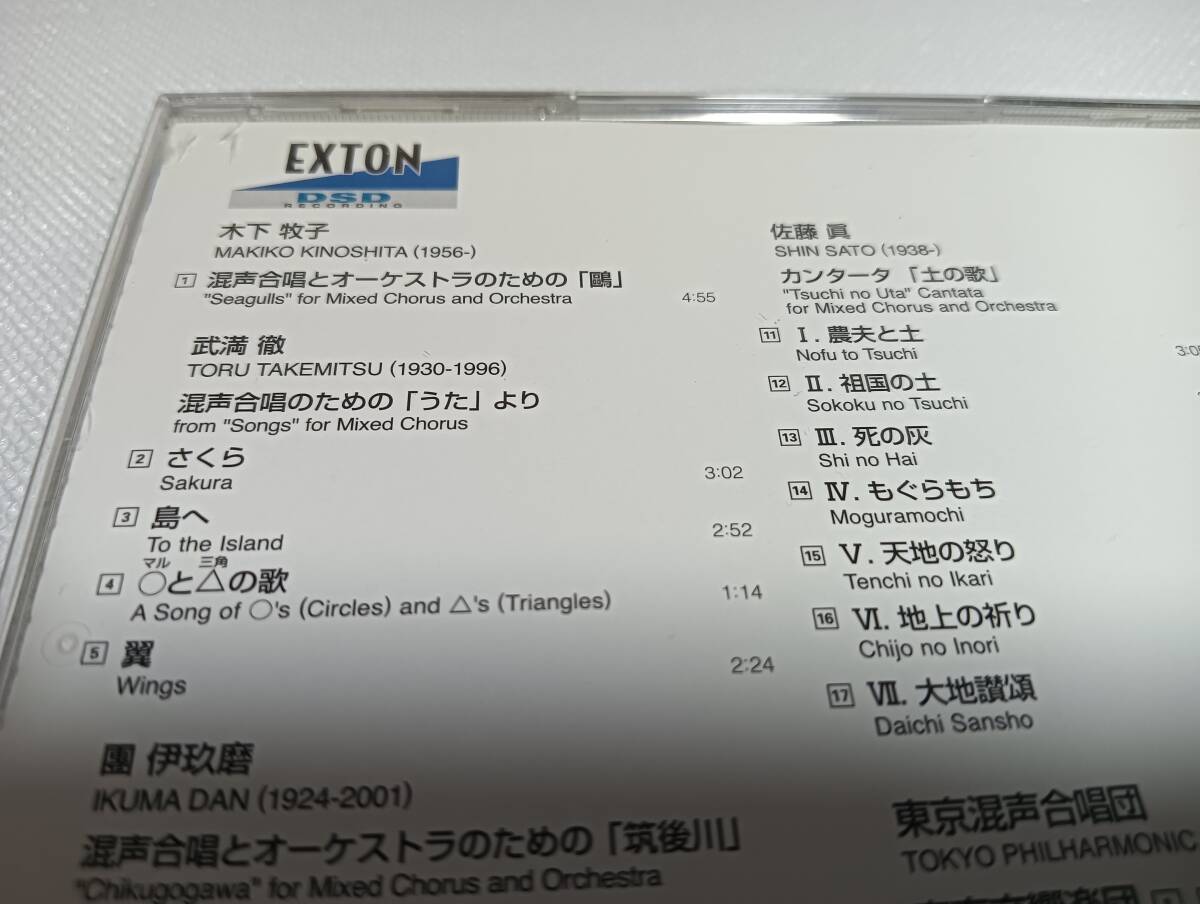 EXTON
DSD
RECORDING
木下 牧子
MAKIKO KINOSHITA (1956-)
1 混声合唱とオーケストラのための「鷗」
"Seagulls" for Mixed Chorus and Orchestra 4:55
武満 徹
TORU TAKEMITSU (1930-1996)
混声合唱のための「うた」より
from "Songs" for Mixed Chorus
2 さくら
Sakura 3:02
3 島へ
To the Island 2:52
マル 三角
4 ○と△の歌
A Song of ○'s (Circles) and △'s (Triangles) 1:14
5 翼
Wings 2:24
團 伊玖磨
IKUMA DAN (1924-2001)
混声合唱とオーケストラのための「筑後川」
"Chikugogawa" for Mixed Chorus and Orchestra
佐藤 眞
SHIN SATO (1938-)
カンタータ「土の歌」
"Tsuchi no Uta" Cantata
for Mixed Chorus and Orchestra
11 Ⅰ. 農夫と土
Nofu to Tsuchi
12 Ⅱ. 祖国の土
Sokoku no Tsuchi
13 Ⅲ. 死の灰
Shi no Hai
14 Ⅳ. もぐらもち
Moguramochi
15 Ⅴ. 天地の怒り
Tenchi no Ikari
16 Ⅵ. 地上の祈り
Chijo no Inori
17 Ⅶ. 大地讃頌
Daichi Sansho
東京混声合唱団
TOKYO PHILHARMONIC